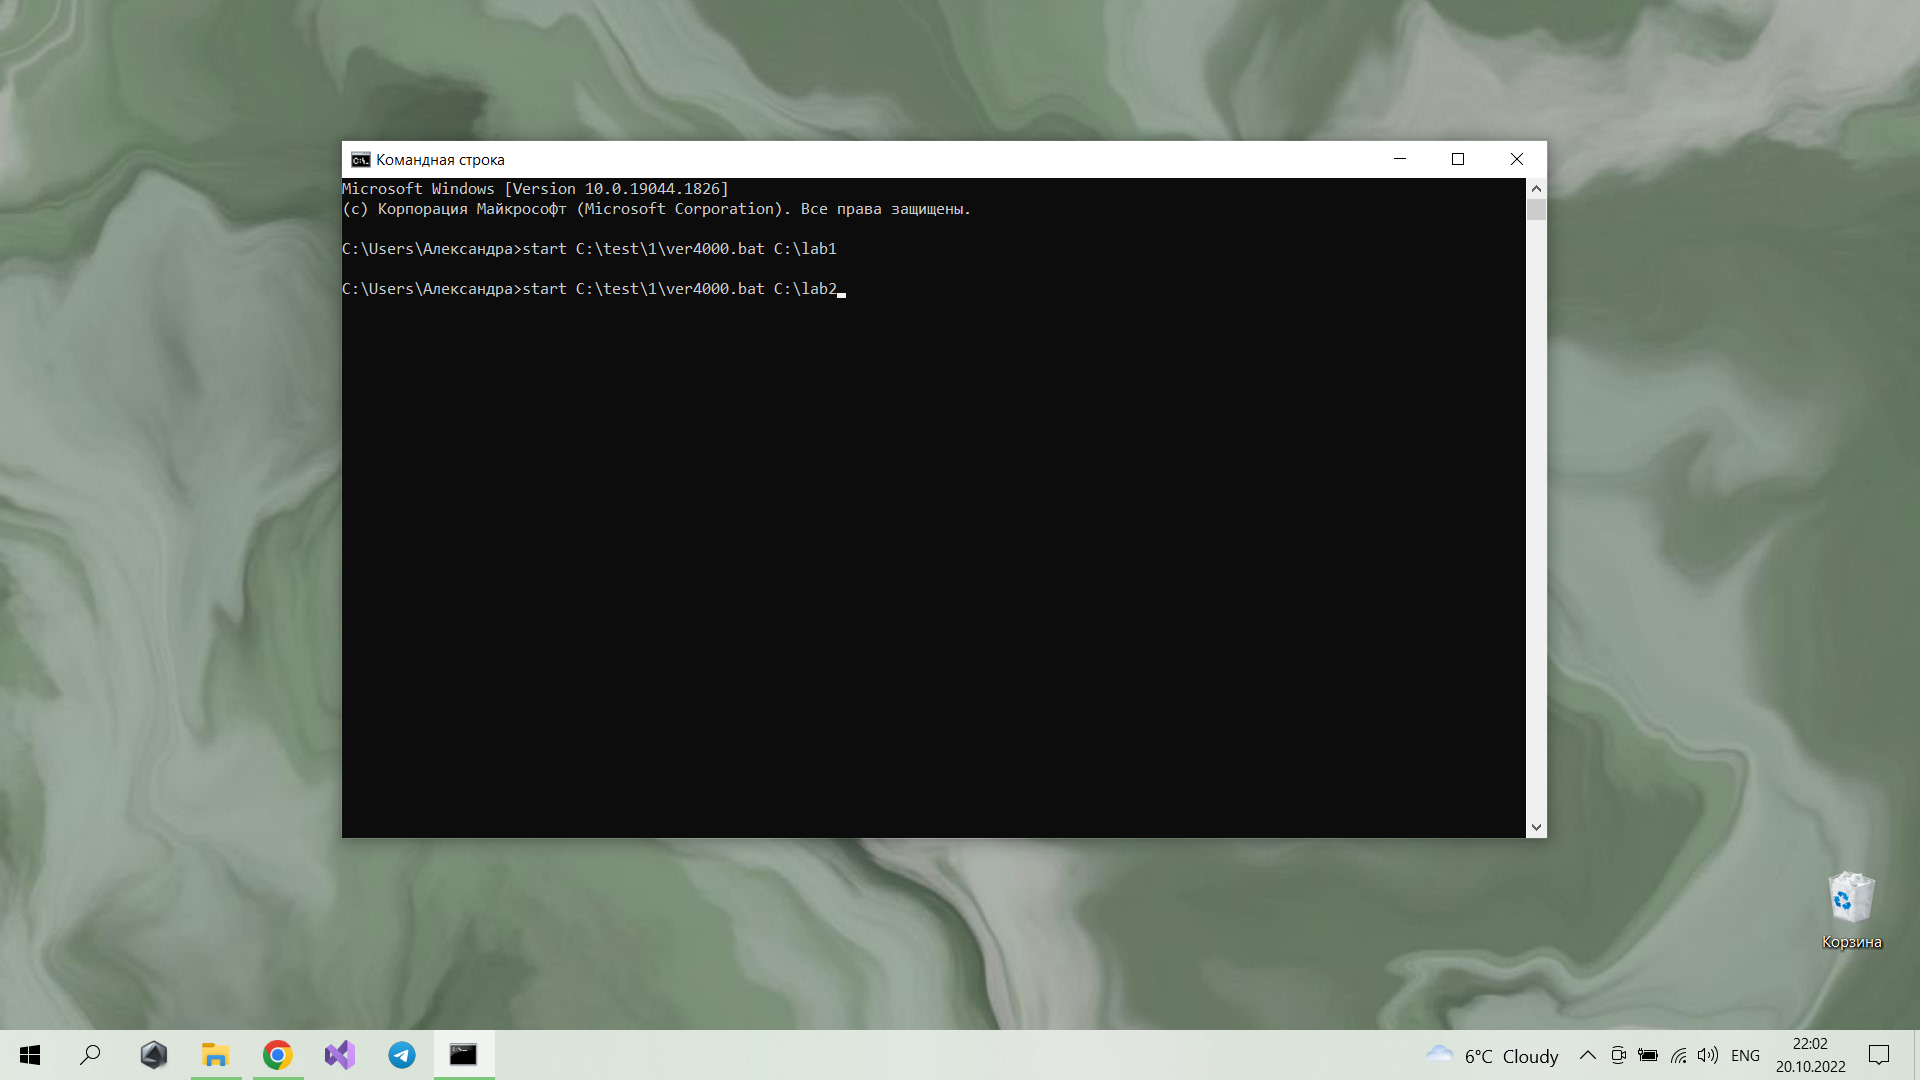 Командная строка
Microsoft Windows [Version 10.0.19044.1826]
(c) Корпорация Майкрософт (Microsoft Corporation). Все права защищены.
C:\Users\Александра>start C:\test\1\ver4000.bat C:\lab1
C:\Users\Александра>start C:\test\1\ver4000.bat C:\lab2
Корзина
6°C Cloudy
ENG
22:02
20.10.2022